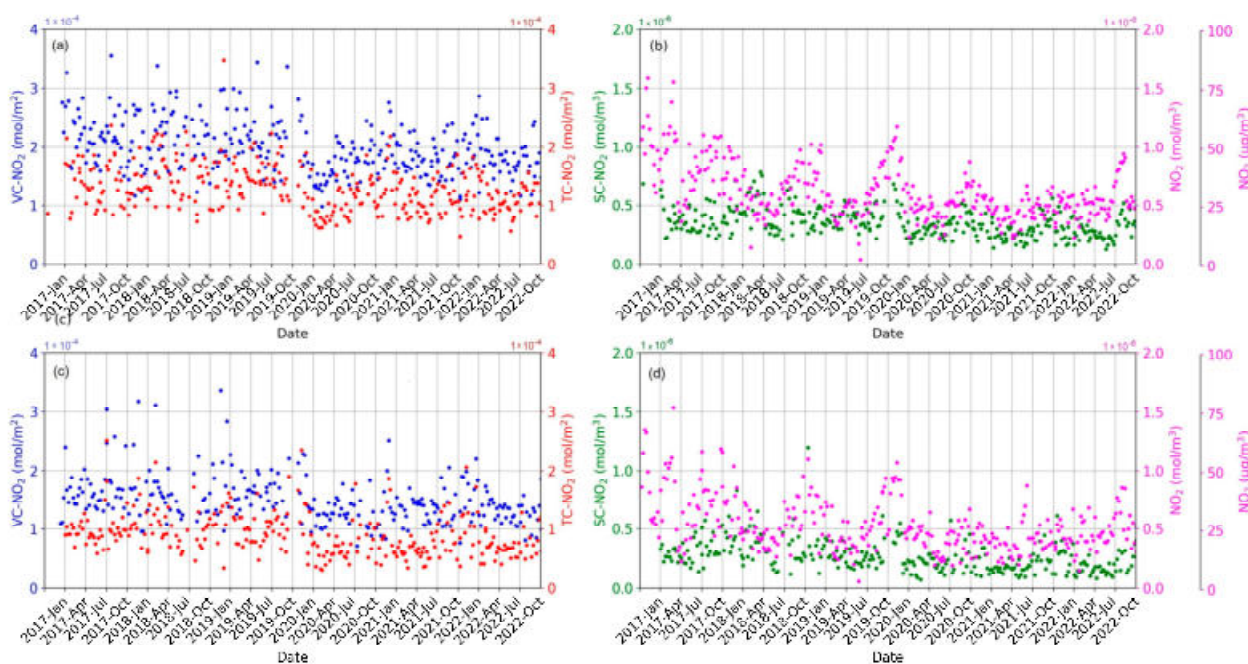 1×10⁻⁴
1×10⁻⁴
(a)
VC-NO₂ (mol/m²)
4
3
2
1
0
TC-NO₂ (mol/m²)
4
3
2
1
0
2017-Jan
2017-Apr
2017-Jul
2017-Oct
2018-Jan
2018-Apr
2018-Jul
2018-Oct
2019-Jan
2019-Apr
2019-Jul
2019-Oct
2020-Jan
2020-Apr
2020-Jul
2020-Oct
2021-Jan
2021-Apr
2021-Jul
2021-Oct
2022-Jan
2022-Apr
2022-Jul
2022-Oct
Date
1×10⁻⁶
1×10⁻⁶
(b)
SC-NO₂ (mol/m³)
2.0
1.5
1.0
0.5
0.0
NO₂ (mol/m³)
2.0
1.5
1.0
0.5
0.0
NO₂ (μg/m³)
100
75
50
25
0
2017-Jan
2017-Apr
2017-Jul
2017-Oct
2018-Jan
2018-Apr
2018-Jul
2018-Oct
2019-Jan
2019-Apr
2019-Jul
2019-Oct
2020-Jan
2020-Apr
2020-Jul
2020-Oct
2021-Jan
2021-Apr
2021-Jul
2021-Oct
2022-Jan
2022-Apr
2022-Jul
2022-Oct
Date
(c)
1×10⁻⁴
1×10⁻⁴
(c)
VC-NO₂ (mol/m²)
4
3
2
1
0
TC-NO₂ (mol/m²)
4
3
2
1
0
2017-Jan
2017-Apr
2017-Jul
2017-Oct
2018-Jan
2018-Apr
2018-Jul
2018-Oct
2019-Jan
2019-Apr
2019-Jul
2019-Oct
2020-Jan
2020-Apr
2020-Jul
2020-Oct
2021-Jan
2021-Apr
2021-Jul
2021-Oct
2022-Jan
2022-Apr
2022-Jul
2022-Oct
Date
1×10⁻⁶
1×10⁻⁶
(d)
SC-NO₂ (mol/m³)
2.0
1.5
1.0
0.5
0.0
NO₂ (mol/m³)
2.0
1.5
1.0
0.5
0.0
NO₂ (μg/m³)
100
75
50
25
0
2017-Jan
2017-Apr
2017-Jul
2017-Oct
2018-Jan
2018-Apr
2018-Jul
2018-Oct
2019-Jan
2019-Apr
2019-Jul
2019-Oct
2020-Jan
2020-Apr
2020-Jul
2020-Oct
2021-Jan
2021-Apr
2021-Jul
2021-Oct
2022-Jan
2022-Apr
2022-Jul
2022-Oct
Date